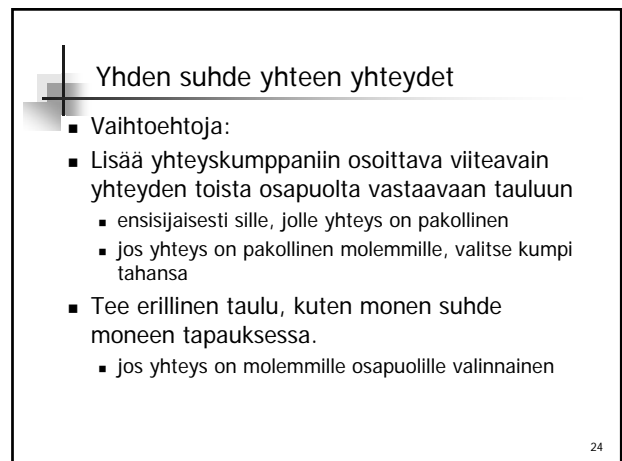 Yhden suhde yhteen yhteydet
▪ Vaihtoehtoja:
▪ Lisää yhteyskumppaniin osoittava viiteavain
yhteyden toista osapuolta vastaavaan tauluun
▪ ensisijaisesti sille, jolle yhteys on pakollinen
▪ jos yhteys on pakollinen molemmille, valitse kumpi
tahansa
▪ Tee erillinen taulu, kuten monen suhde
moneen tapauksessa.
▪ jos yhteys on molemmille osapuolille valinnainen
24